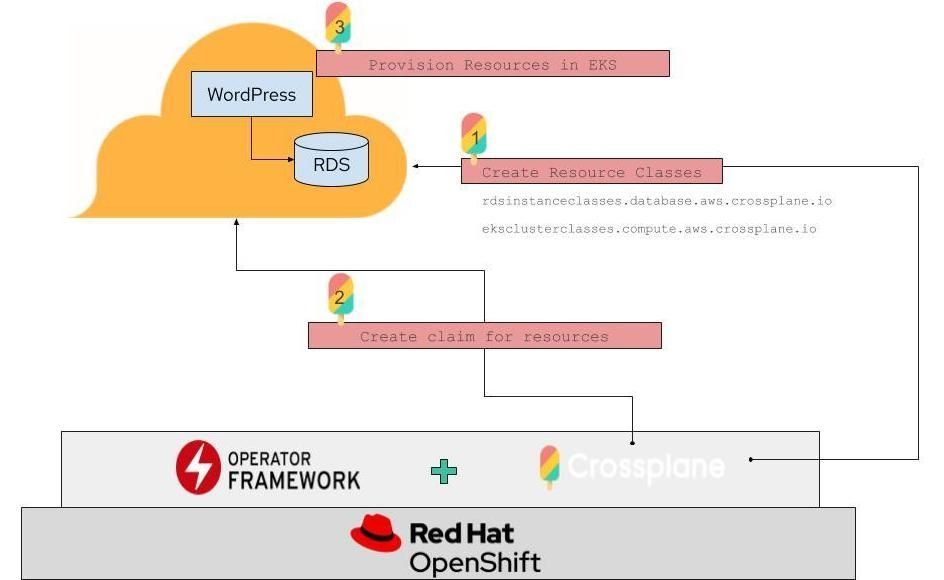 3
Provision Resources in EKS
WordPress
RDS
1
Create Resource Classes
rdsinstanceclasses.database.aws.crossplane.io
eksclusterclasses.compute.aws.crossplane.io
2
Create claim for resources
OPERATOR
FRAMEWORK
Crossplane
Red Hat
OpenShift